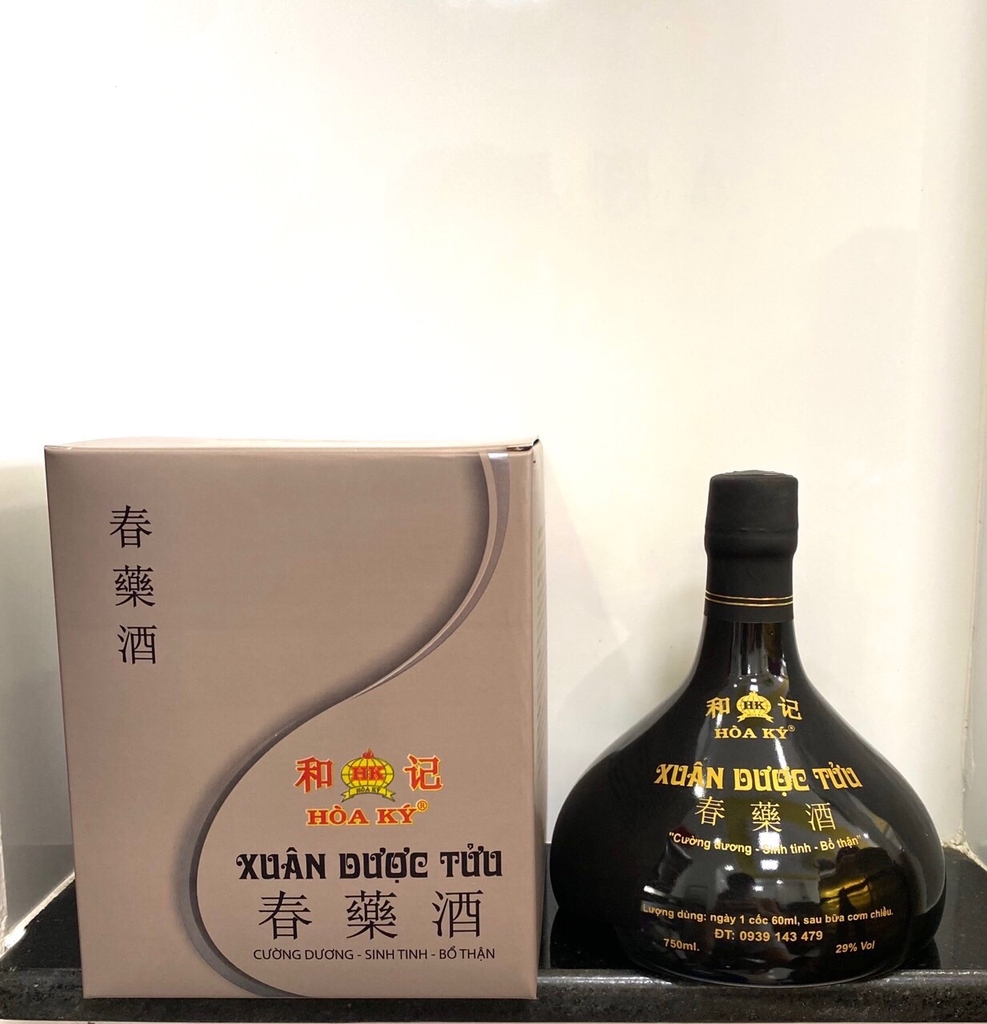 春
藥
酒
和 HK 记
HÒA KÝ
HÒA KÝ®
XUÂN DƯỢC TỬU
春 藥 酒
CƯỜNG DƯƠNG - SINH TINH - BỔ THẬN
和 HK 记
HÒA KÝ®
XUÂN DƯỢC TỬU
春 藥 酒
"Cường dương - Sinh tinh - Bổ thận"
Lượng dùng: ngày 1 cốc 60ml, sau bữa cơm chiều.
ĐT: 0939 143 479
750ml. 29% Vol